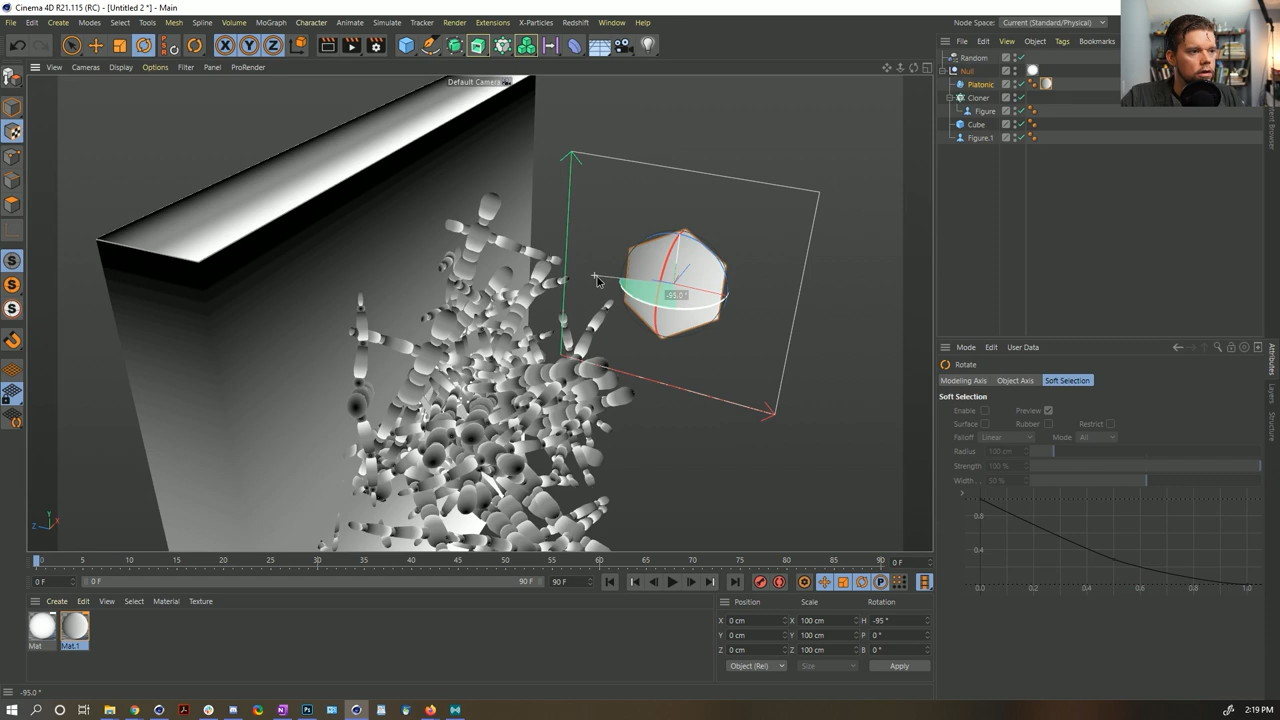 Cinema 4D R21.115 (RC) - [Untitled 2 *] - Main
File Edit Create Modes Select Tools Mesh Spline Volume MoGraph Character Animate Simulate Tracker Render Extensions X-Particles Redshift Window Help
Node Space: Current (Standard/Physical)
File Edit View Object Tags Bookmarks
View Cameras Display Options Filter Panel ProRender
Default Camera
Random
Null
Platonic
Cloner
Figure
Cube
Figure.1
-95.0 °
Mode Edit User Data
Rotate
Modeling Axis Object Axis Soft Selection
Soft Selection
Enable Preview
Surface Rubber Restrict
Falloff Linear Mode All
Radius 100 cm
Strength 100 %
Width. . 50 %
0.8
0.4
0.0 0.2 0.4 0.6 0.8 1.0
Attributes
Layers
Structure
0 5 10 15 20 25 30 35 40 45 50 55 60 65 70 75 80 85 90 0 F
0 F 0 F 90 F 90 F
Create Edit View Select Material Texture
Mat Mat.1
Position Scale Rotation
X 0 cm X 100 cm H -95 °
Y 0 cm Y 100 cm P 0 °
Z 0 cm Z 100 cm B 0 °
Object (Rel) Size Apply
-95.0 °
2:19 PM